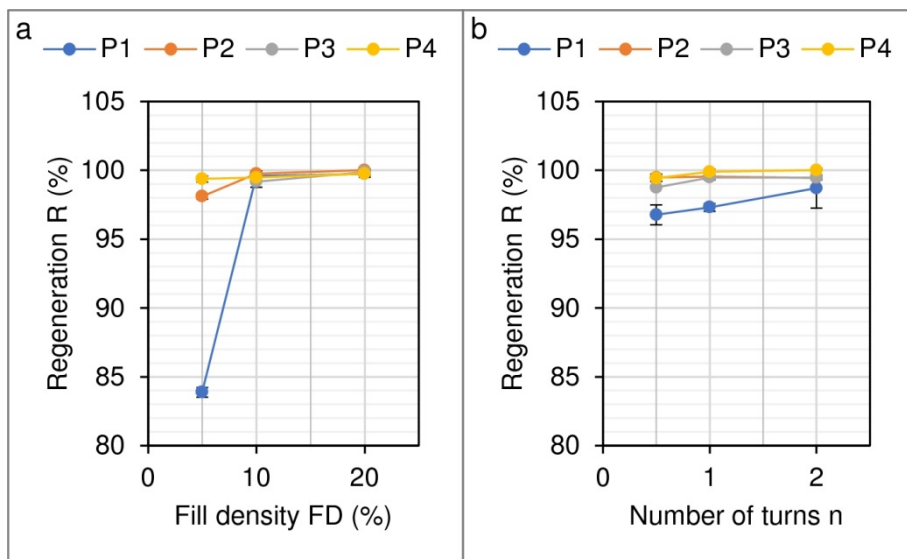 a
P1 P2 P3 P4
Regeneration R (%)
105
100
95
90
85
80
0 10 20
Fill density FD (%)
b
P1 P2 P3 P4
Regeneration R (%)
105
100
95
90
85
80
0 1 2
Number of turns n